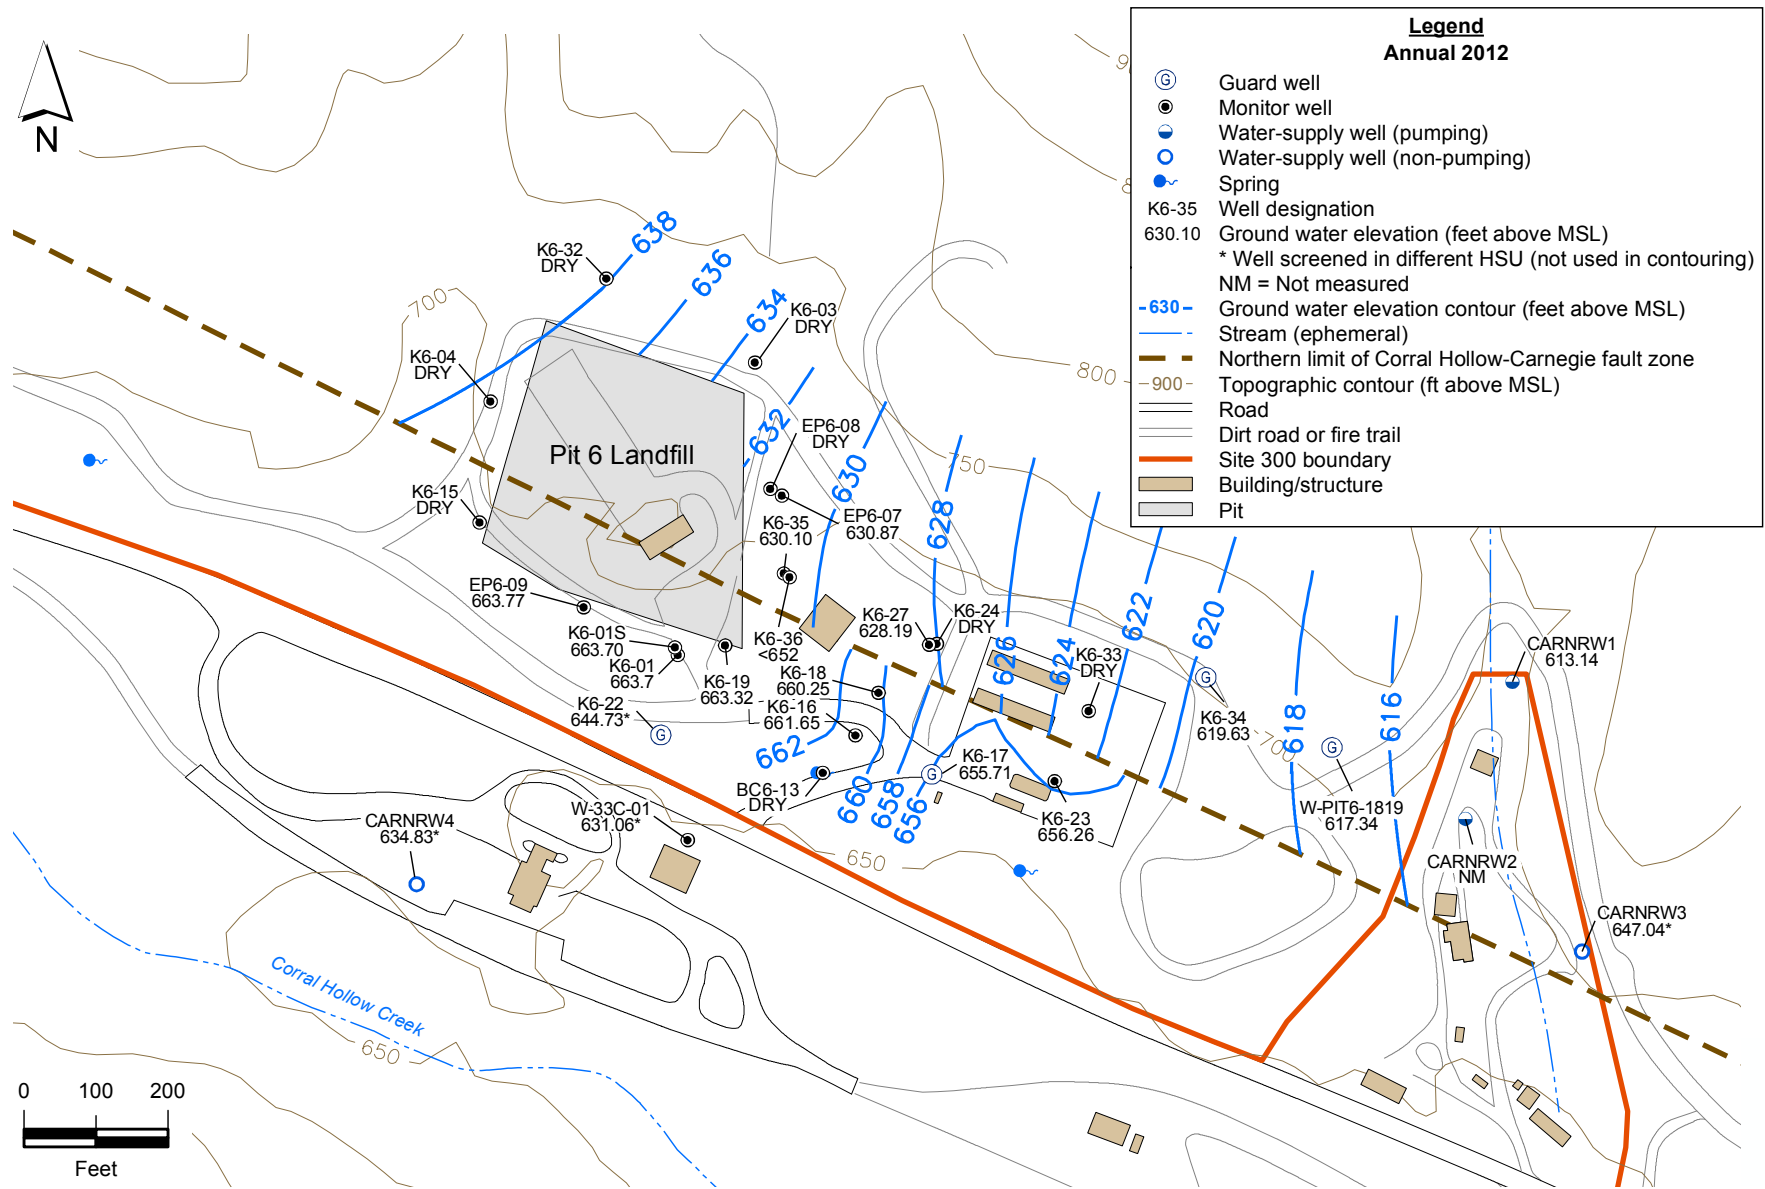 Legend
Annual 2012
G
Guard well
Monitor well
Water-supply well (pumping)
Water-supply well (non-pumping)
Spring
K6-35
Well designation
630.10
Ground water elevation (feet above MSL)
* Well screened in different HSU (not used in contouring)
NM = Not measured
630
Ground water elevation contour (feet above MSL)
Stream (ephemeral)
Northern limit of Corral Hollow-Carnegie fault zone
900
Topographic contour (ft above MSL)
Road
Dirt road or fire trail
Site 300 boundary
Building/structure
Pit
N
638
K6-32
DRY
636
634
K6-03
DRY
700
800
K6-04
DRY
632
EP6-08
DRY
Pit 6 Landfill
630
750
K6-15
DRY
K6-35
630.10
EP6-07
630.87
628
EP6-09
663.77
K6-01S
663.70
K6-01
663.7
K6-36
<652
K6-27
628.19
K6-24
DRY
626
624
622
620
K6-33
DRY
K6-19
663.32
K6-18
660.25
K6-22
644.73*
G
K6-16
661.65
662
G
K6-34
619.63
700
618
616
G
CARNRW1
613.14
BC6-13
DRY
660
658
656
G
K6-17
655.71
K6-23
656.26
W-PIT6-1819
617.34
CARNRW4
634.83*
W-33C-01
631.06*
650
CARNRW2
NM
CARNRW3
647.04*
Corral Hollow Creek
650
0 100 200
Feet